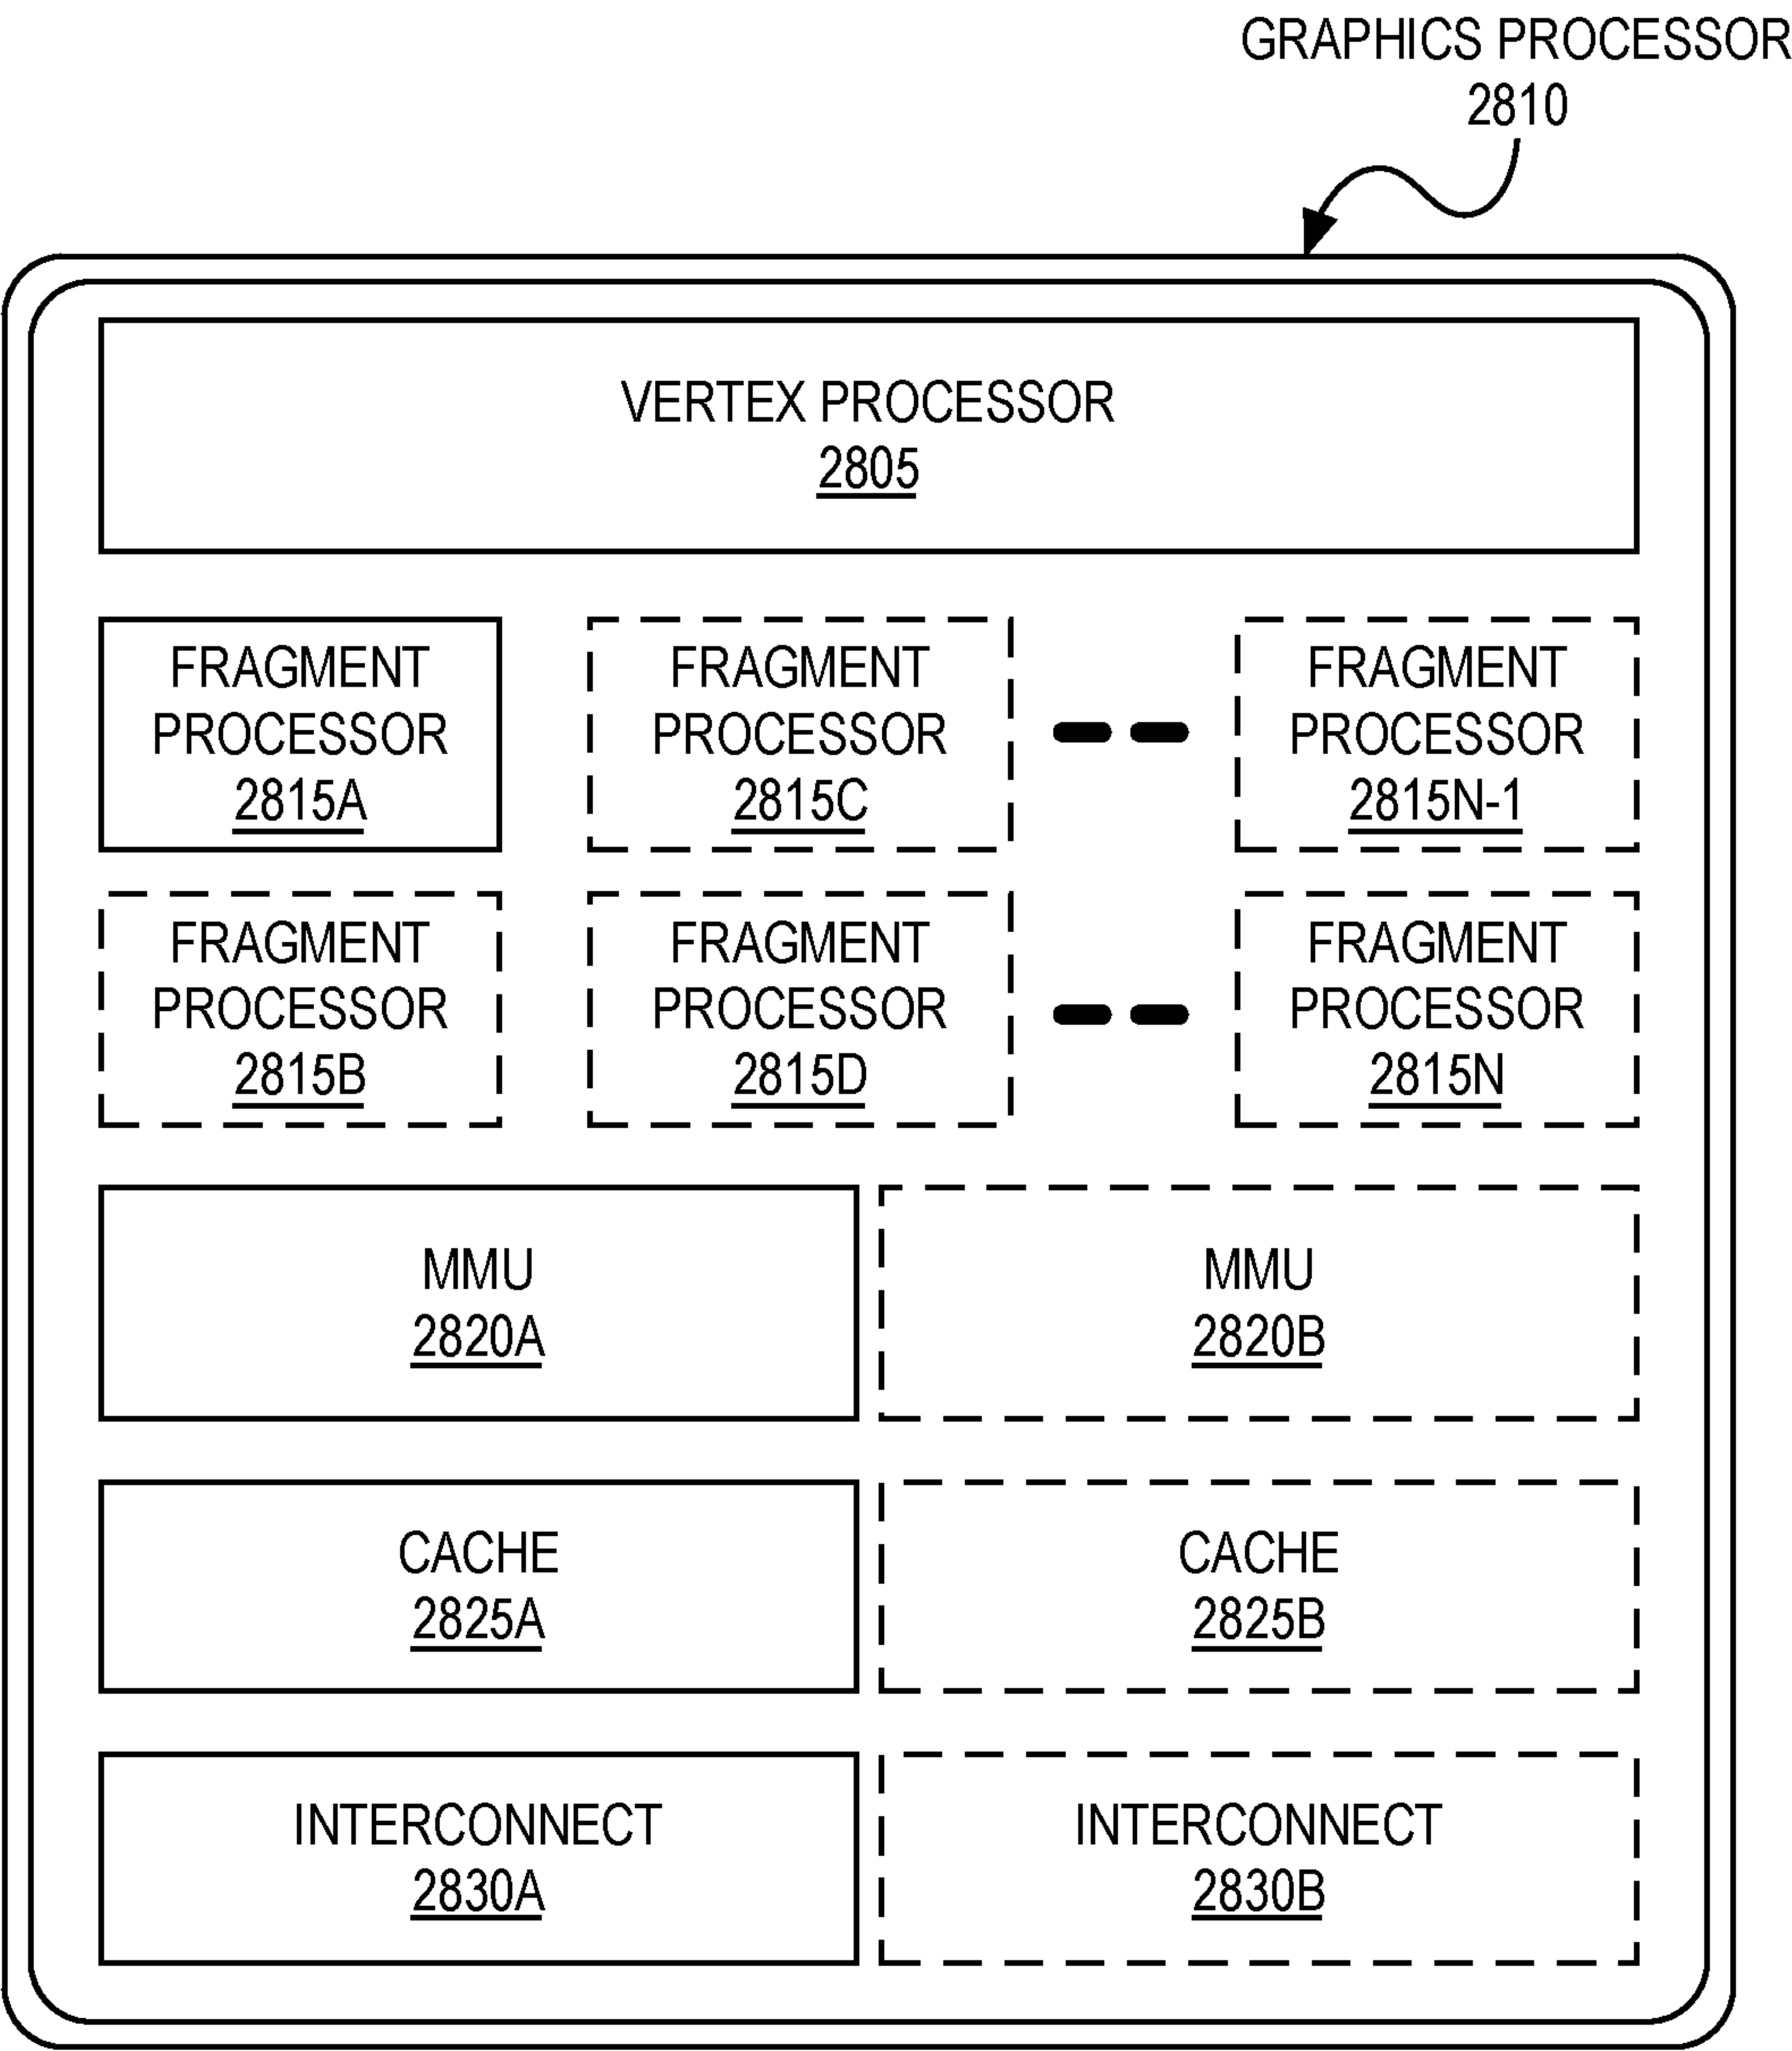 GRAPHICS PROCESSOR
2810
VERTEX PROCESSOR
2805
FRAGMENT
PROCESSOR
2815A
FRAGMENT
PROCESSOR
2815C
FRAGMENT
PROCESSOR
2815N-1
FRAGMENT
PROCESSOR
2815B
FRAGMENT
PROCESSOR
2815D
FRAGMENT
PROCESSOR
2815N
MMU
2820A
MMU
2820B
CACHE
2825A
CACHE
2825B
INTERCONNECT
2830A
INTERCONNECT
2830B